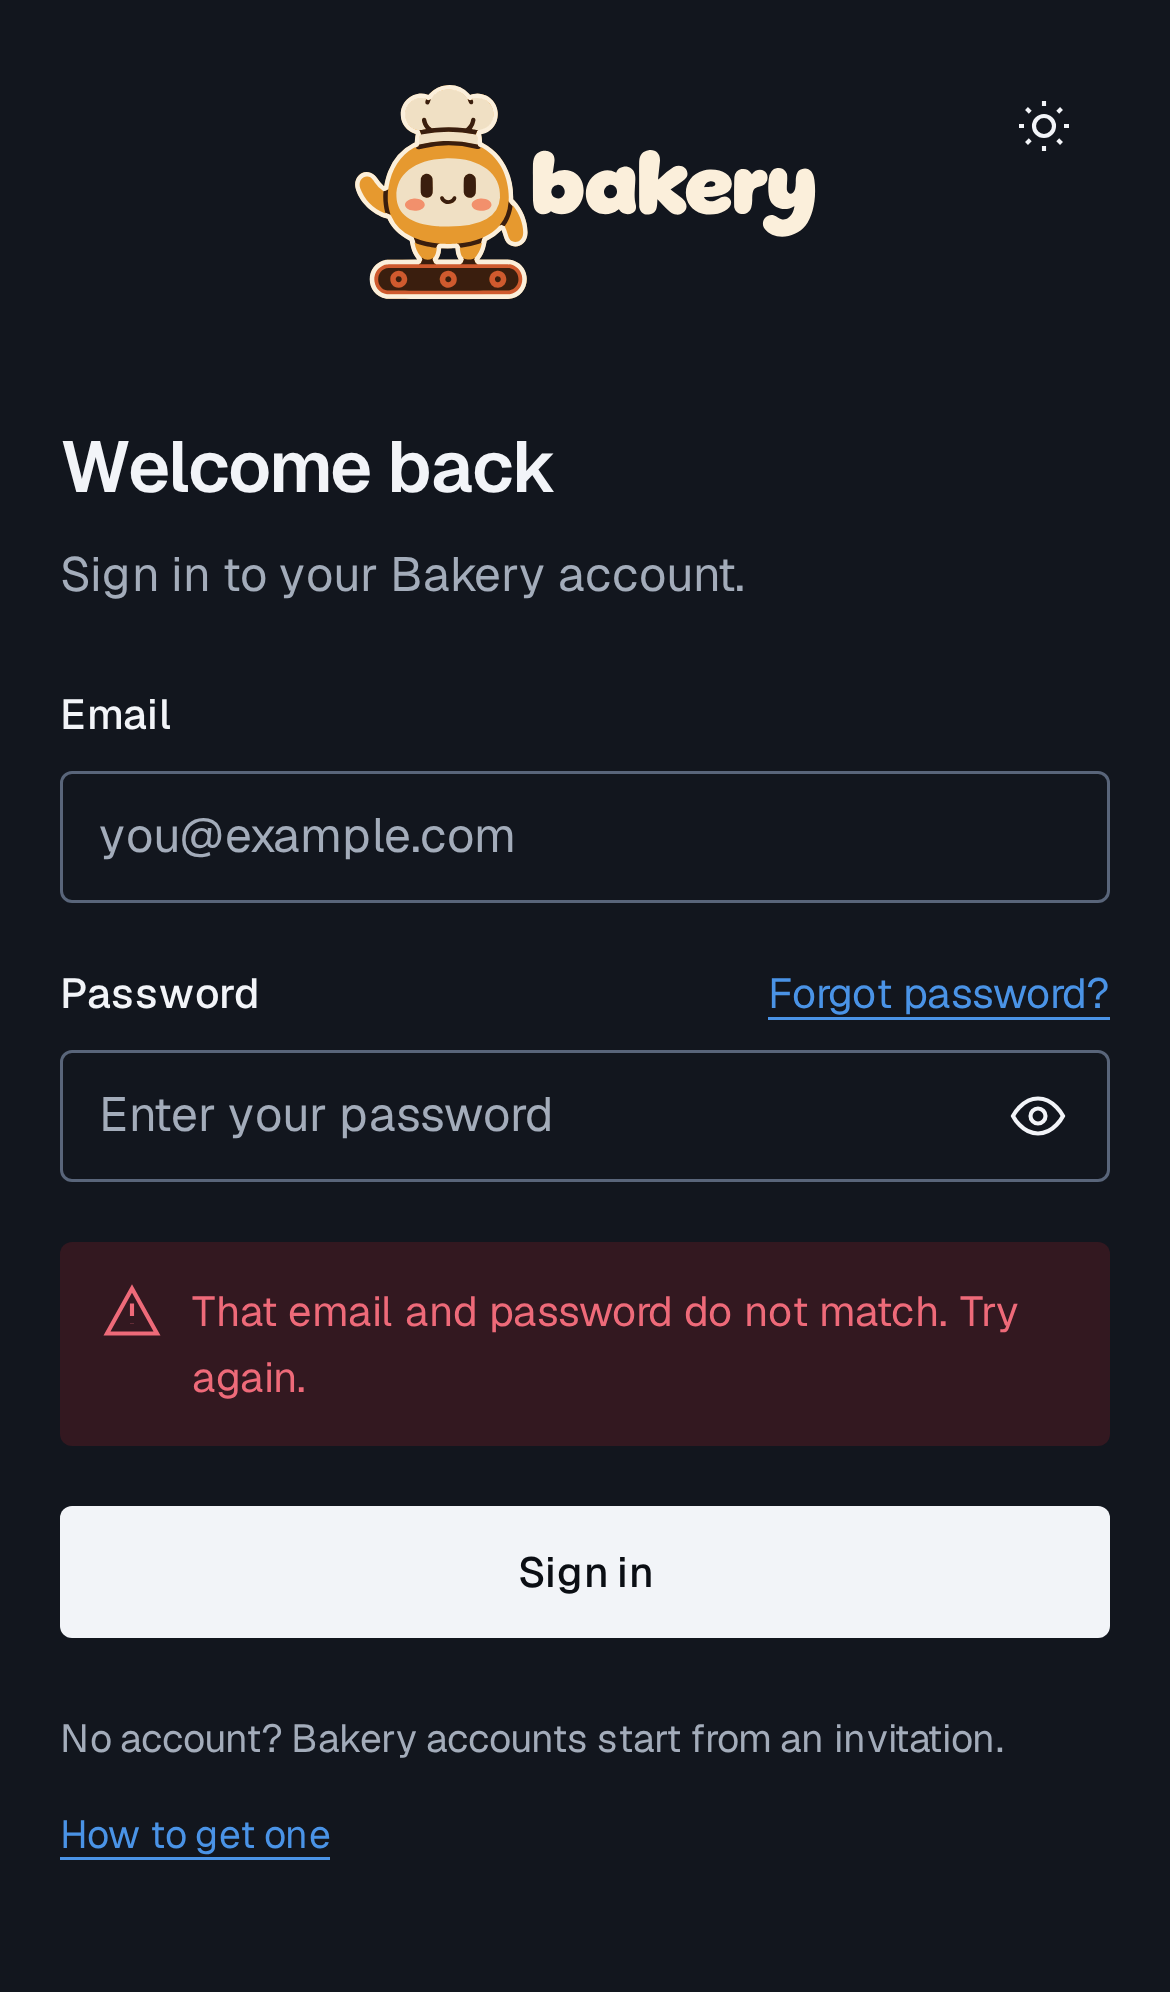 bakery
Welcome back
Sign in to your Bakery account.
Email
you@example.com
Password
Forgot password?
Enter your password
That email and password do not match. Try
again.
Sign in
No account? Bakery accounts start from an invitation.
How to get one